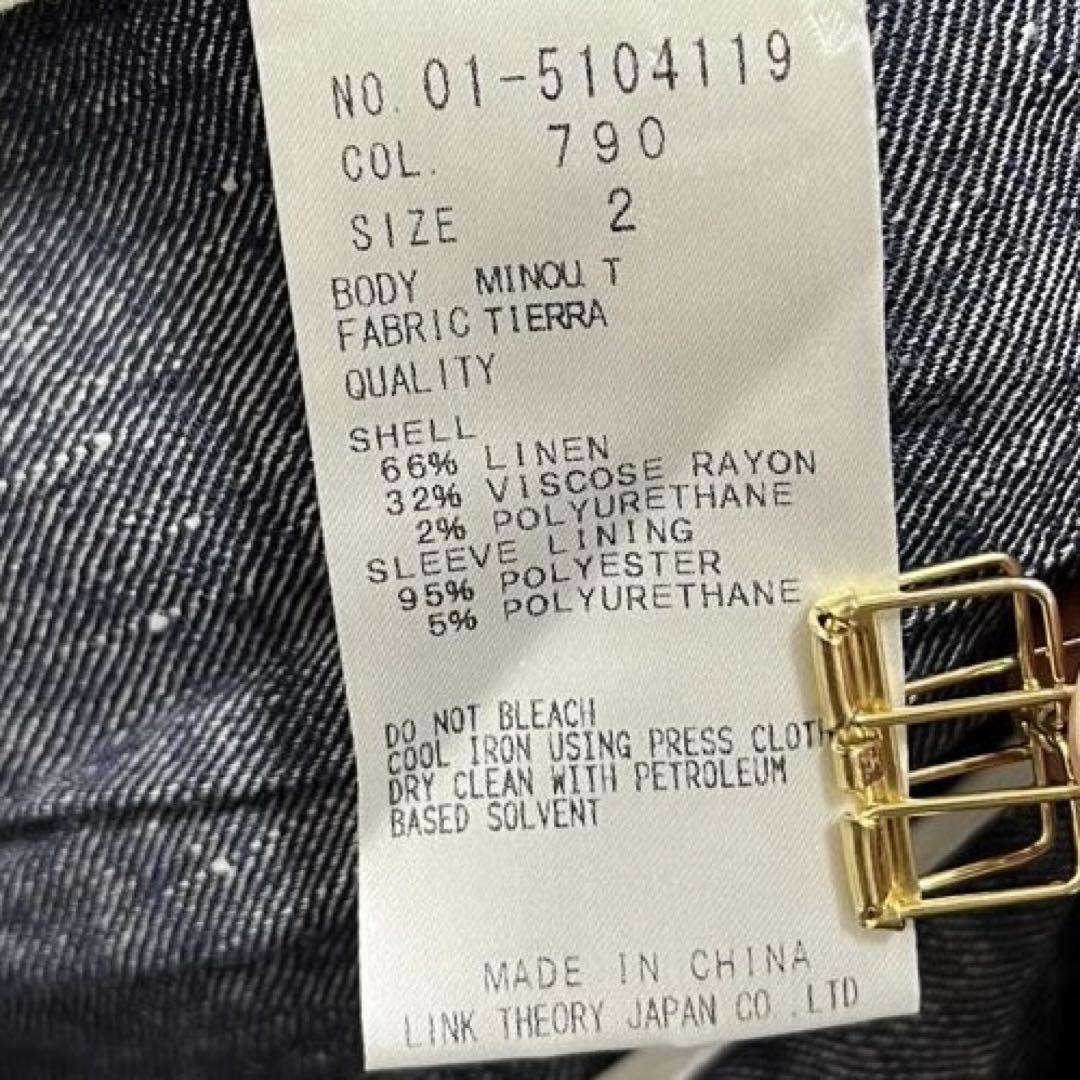 NO. 01-5104119
COL. 790
SIZE 2
BODY MINOU T
FABRIC TIERRA
QUALITY
SHELL
66% LINEN
32% VISCOSE RAYON
2% POLYURETHANE
SLEEVE LINING
95% POLYESTER
5% POLYURETHANE
DO NOT BLEACH
COOL IRON USING PRESS CLOTH
DRY CLEAN WITH PETROLEUM
BASED SOLVENT
MADE IN CHINA
LINK THEORY JAPAN CO.,LTD